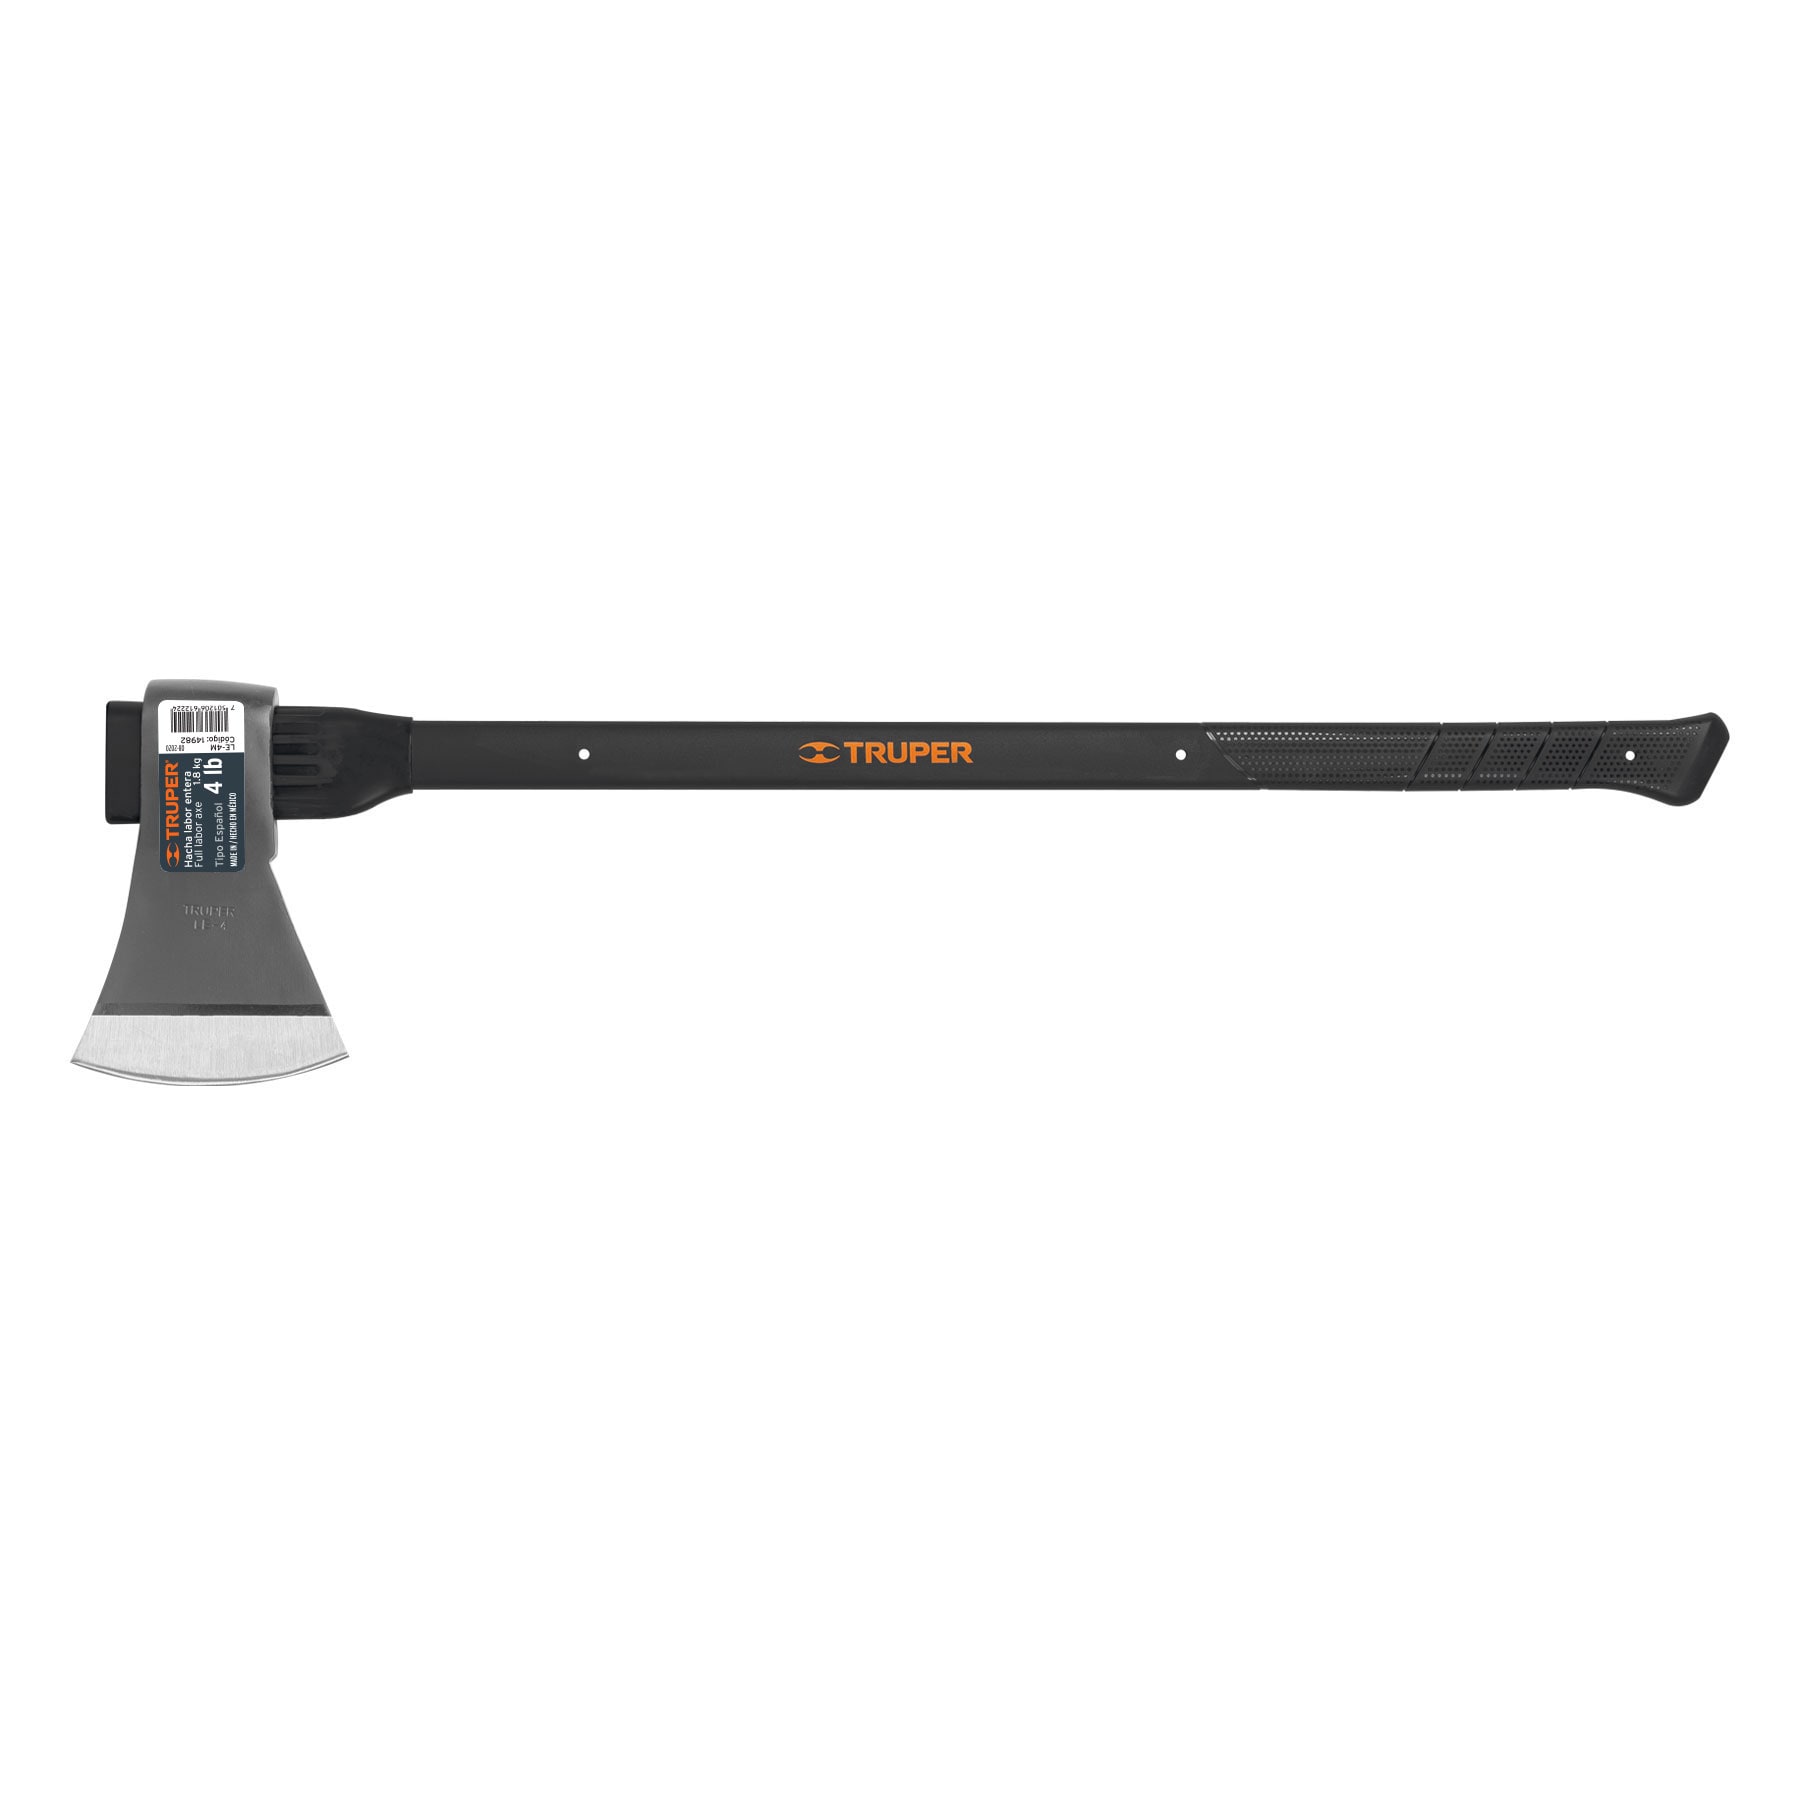 TRUPER
TRUPER®
Hacha labor entera
Full labor axe 1.8 kg
Tipo Español 4 lb
MADE IN / HECHO EN MÉXICO
LE-4M 08-2020
Código: 14982
7 501206 612224
TRUPER
LE-4